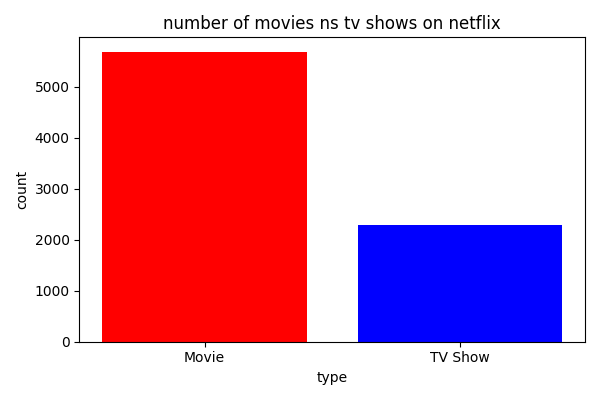 number of movies ns tv shows on netflix
count
5000
4000
3000
2000
1000
0
Movie
TV Show
type